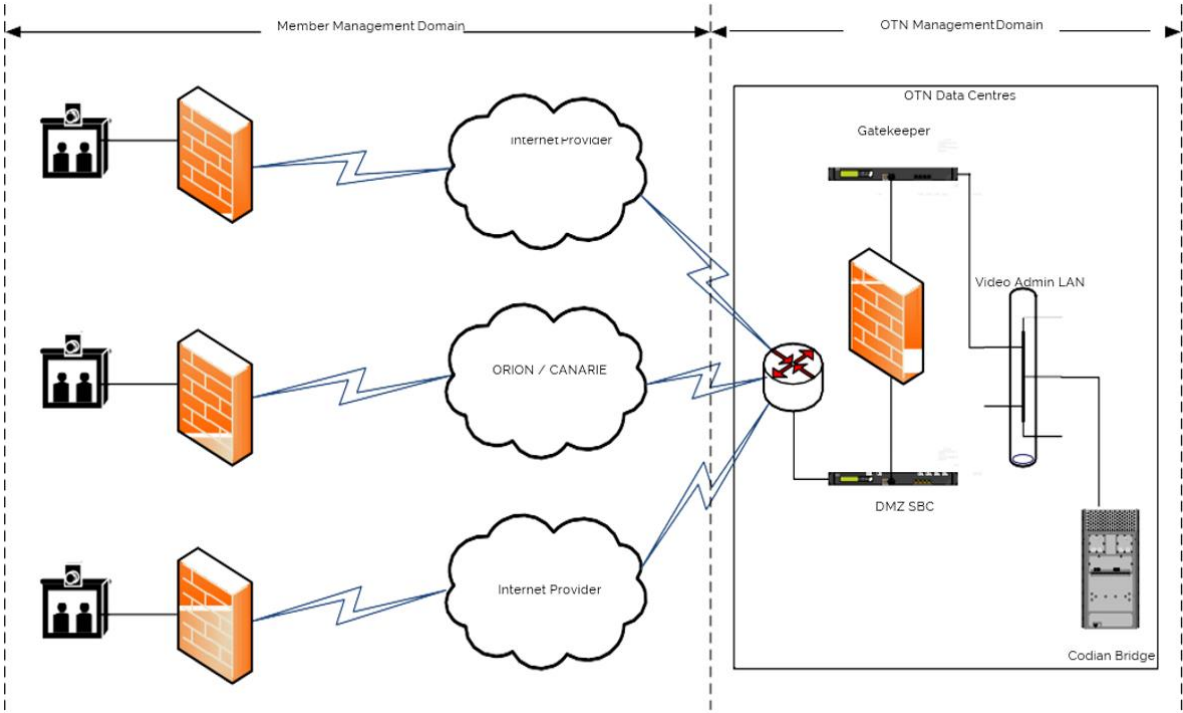 Member Management Domain
OTN Management Domain
OTN Data Centres
Gatekeeper
Internet Provider
Video Admin LAN
ORION / CANARIE
DMZ SBC
Internet Provider
Codian Bridge